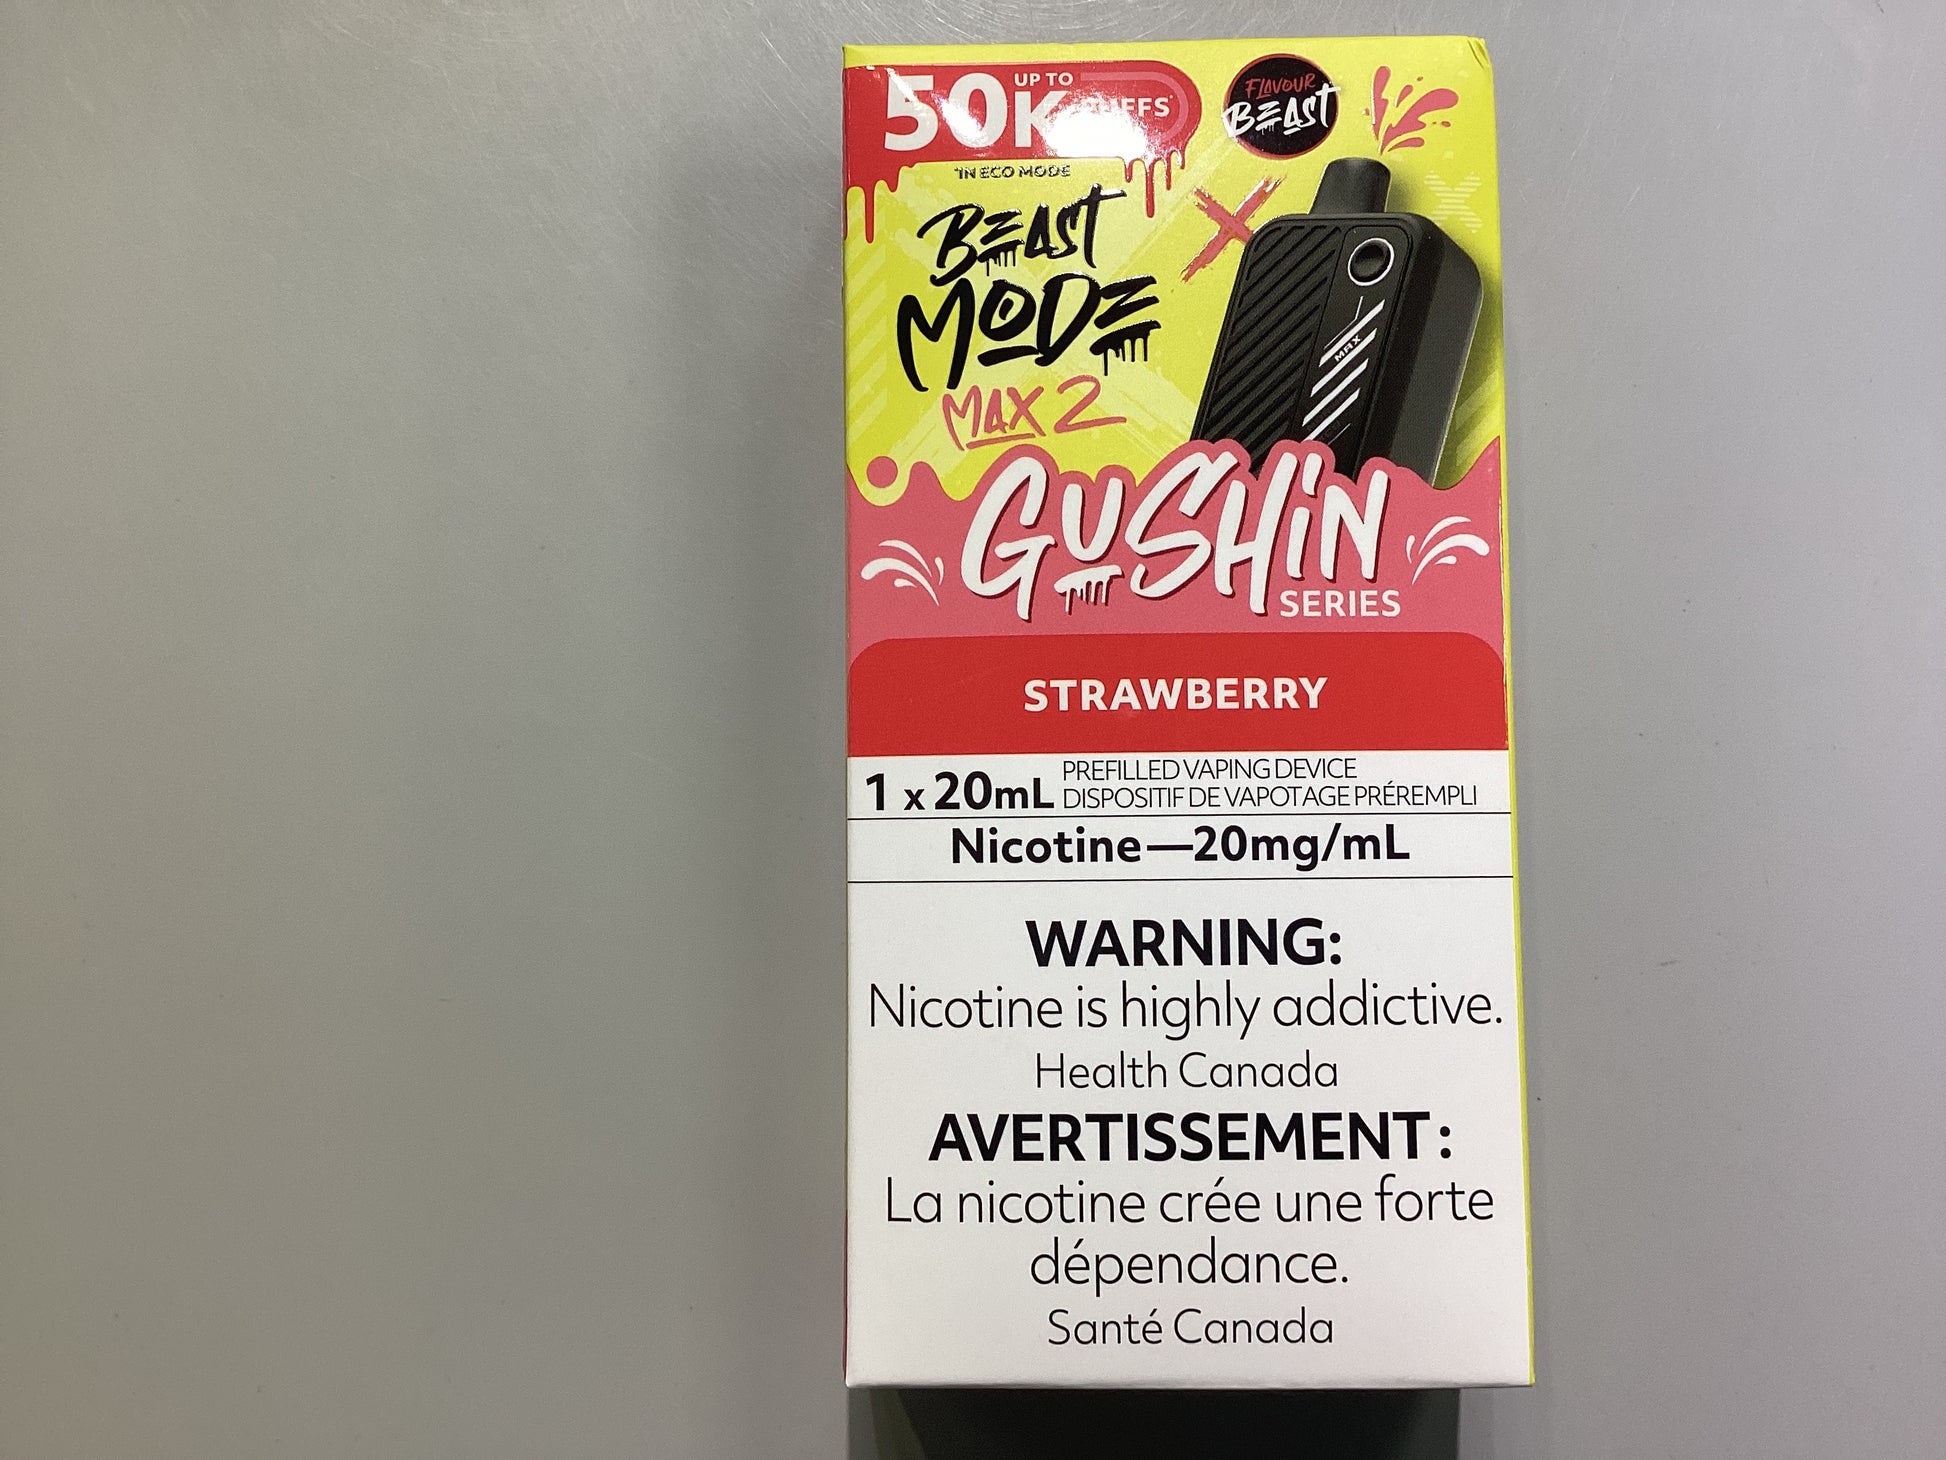 UP TO
50K PUFFS*
*IN ECO MODE
FLAVOUR
BEAST
BEAST
MODE
MAX 2
MAX
GUSHiN
SERIES
STRAWBERRY
1 x 20mL PREFILLED VAPING DEVICE
DISPOSITIF DE VAPOTAGE PRÉREMPLI
Nicotine—20mg/mL
WARNING:
Nicotine is highly addictive.
Health Canada
AVERTISSEMENT :
La nicotine crée une forte
dépendance.
Santé Canada